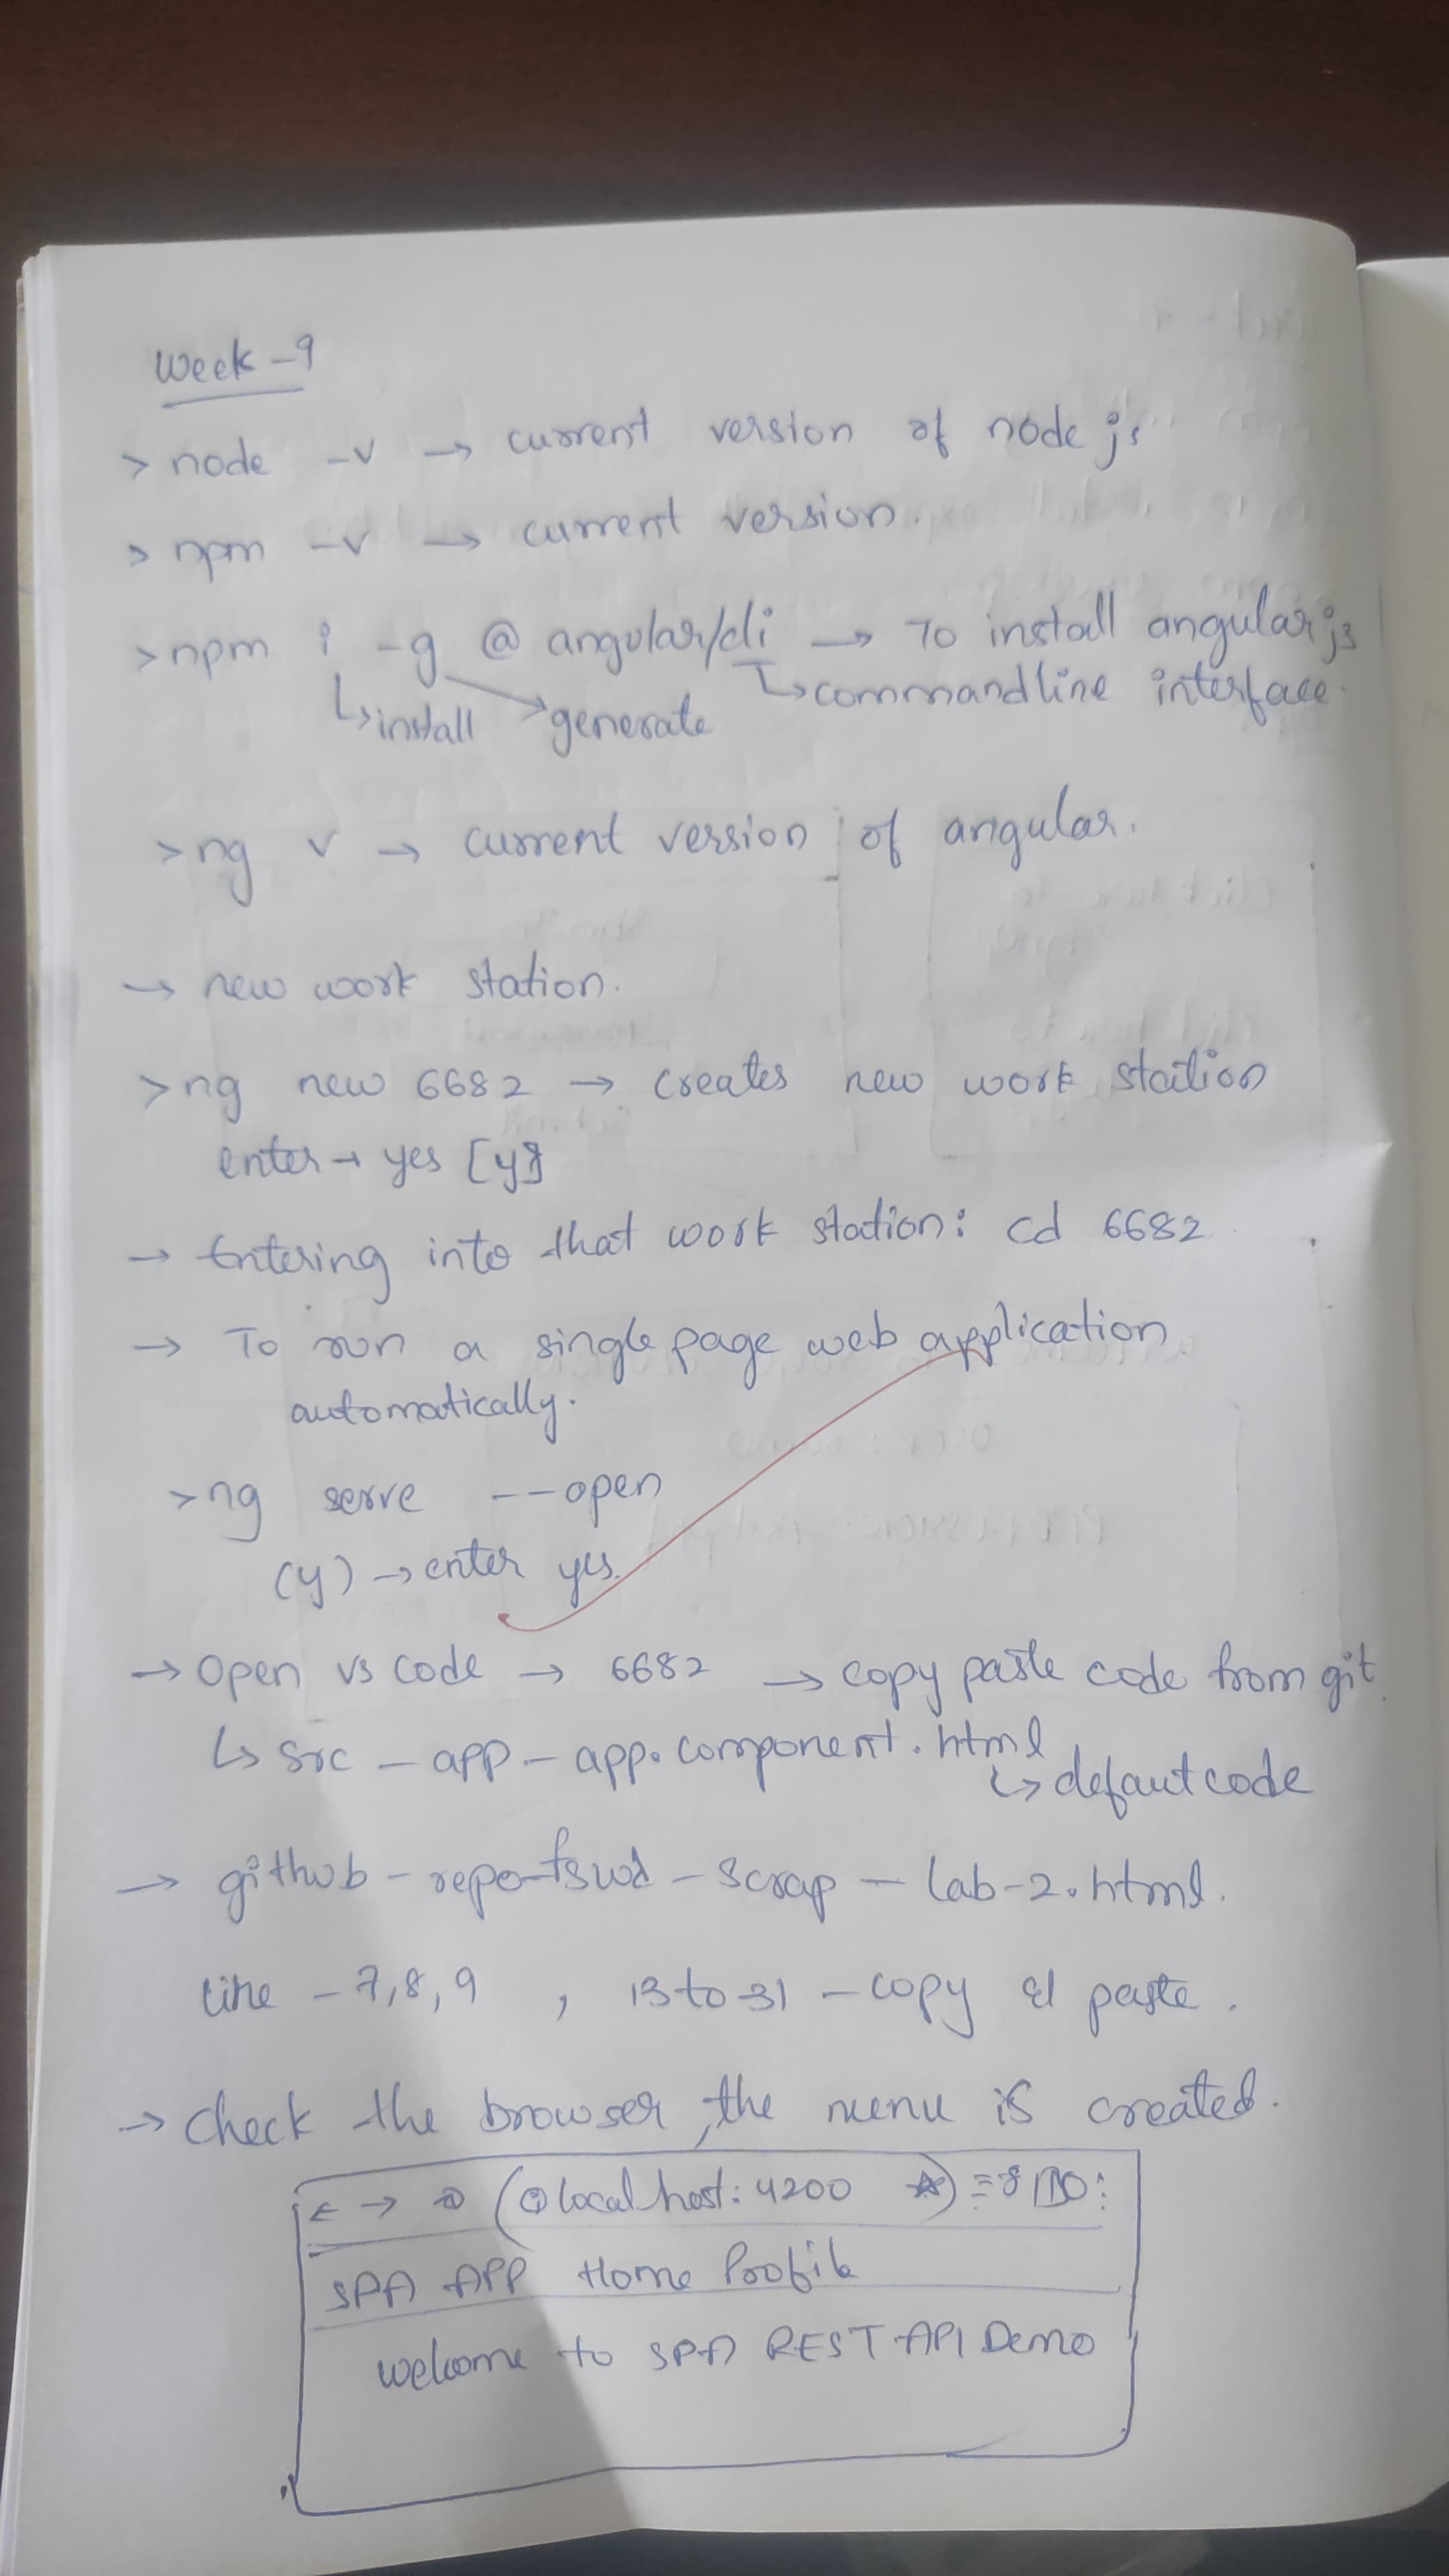 Week -9
> node -v → current version of node js
> npm -v → current version.
> npm i -g @ angular/cli → To install angular js
↳ install → generate ↳ commandline interface.
> ng v → current version of angular.
→ new work station.
> ng new 6682 → creates new work station
enter → yes [y]
→ Entering into that work station: cd 6682
→ To run a single page web application
automatically.
> ng serve --open
(y) → enter yes.
→ Open vs code → 6682 → copy paste code from git.
↳ src - app - app.component.html
↳ defaut code
→ github - repo-fswd - scrap - lab-2.html.
line - 7,8,9 , 13 to 31 - copy & paste.
→ check the browser, the menu is created.
← → local host: 4200
SPA APP Home Profile
welcome to SPA REST API Demo